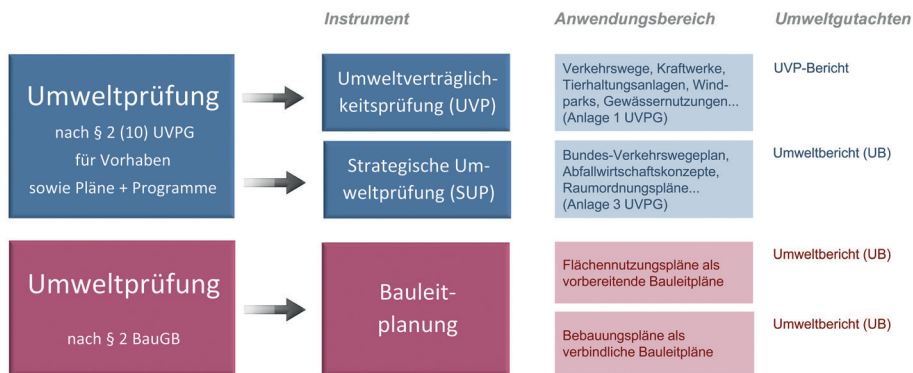 Instrument
Anwendungsbereich
Umweltgutachten
Umweltprüfung
nach § 2 (10) UVPG
für Vorhaben
sowie Pläne + Programme
Umweltverträglich-
keitsprüfung (UVP)
Verkehrswege, Kraftwerke,
Tierhaltungsanlagen, Wind-
parks, Gewässernutzungen...
(Anlage 1 UVPG)
UVP-Bericht
Strategische Um-
weltprüfung (SUP)
Bundes-Verkehrswegeplan,
Abfallwirtschaftskonzepte,
Raumordnungspläne...
(Anlage 3 UVPG)
Umweltbericht (UB)
Umweltprüfung
nach § 2 BauGB
Bauleit-
planung
Flächennutzungspläne als
vorbereitende Bauleitpläne
Umweltbericht (UB)
Bebauungspläne als
verbindliche Bauleitpläne
Umweltbericht (UB)